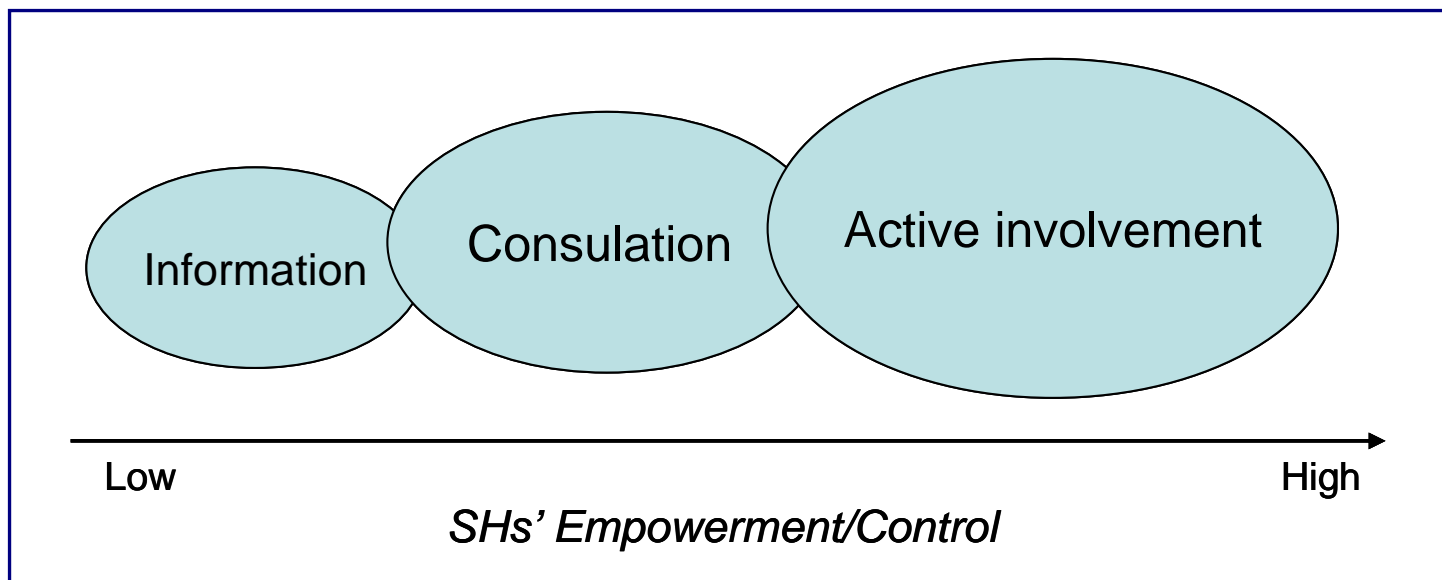 Information
Consulation
Active involvement
Low
High
SHs’ Empowerment/Control